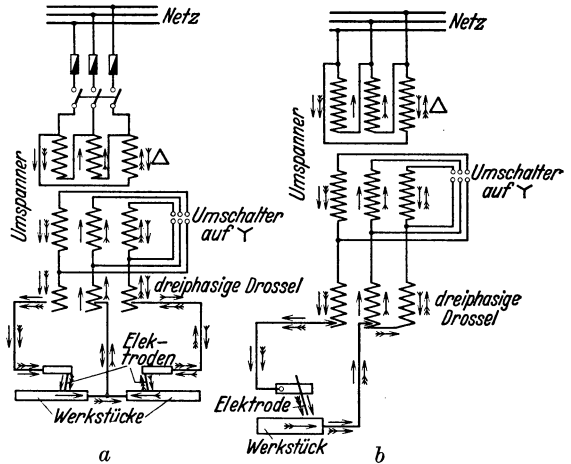 Netz
Umspanner
△
Umschalter
auf Y
dreiphasige Drossel
Elek-
troden
Werkstücke
a
Netz
Umspanner
△
Umschalter
auf Y
dreiphasige
Drossel
Elektrode
Werkstück
b